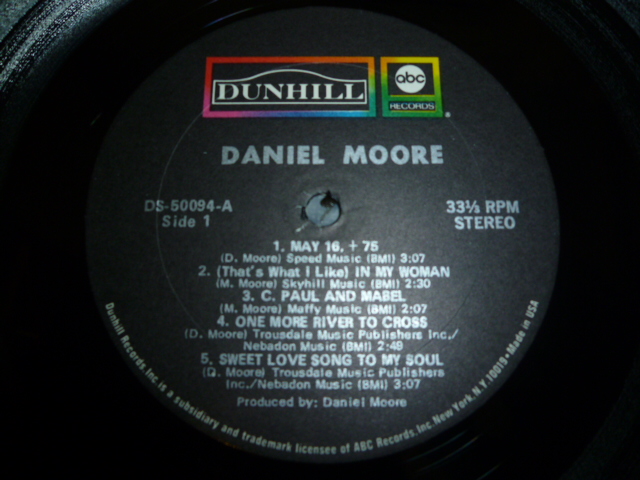 DUNHILL
abc
RECORDS
DANIEL MOORE
DS-50094-A
Side 1
33⅓ RPM
STEREO
1. MAY 16, + 75
(D. Moore) Speed Music (BMI) 3:07
2. (That's What I Like) IN MY WOMAN
(M. Moore) Skyhill Music (BMI) 2:30
3. C. PAUL AND MABEL
(M. Moore) Maffy Music (BMI) 2:07
4. ONE MORE RIVER TO CROSS
(D. Moore) Trousdale Music Publishers Inc./
Nebadon Music (BMI) 2:49
5. SWEET LOVE SONG TO MY SOUL
(D. Moore) Trousdale Music Publishers
Inc./Nebadon Music (BMI) 3:07
Produced by: Daniel Moore
Dunhill Records, Inc. is a subsidiary and trademark licensee of ABC Records, Inc. New York, N.Y. 10019 • Made in USA